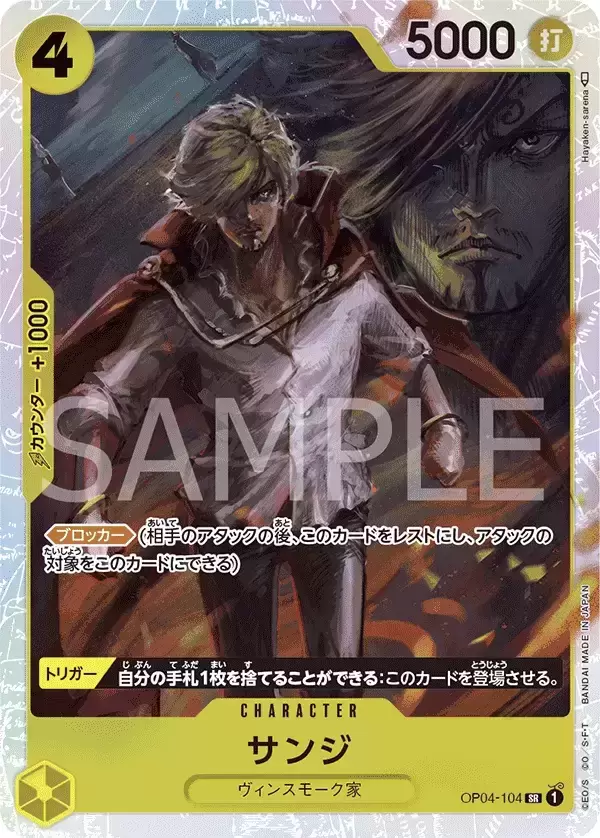 4
5000
打
Hayaken-sarena
カウンター +1000
SAMPLE
ブロッカー (相手のアタックの後、このカードをレストにし、アタックの
対象をこのカードにできる)
トリガー 自分の手札1枚を捨てることができる:このカードを登場させる。
CHARACTER
サンジ
ヴィンスモーク家
OP04-104 SR 1
©E.O/S ©O/S・F・T BANDAI MADE IN JAPAN